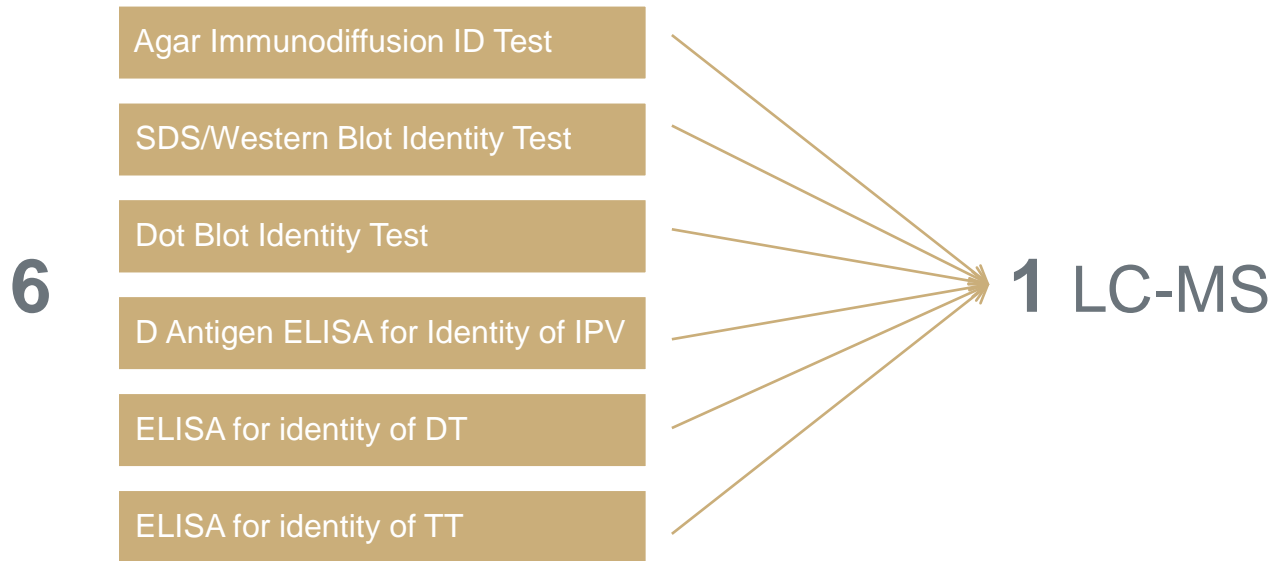 Agar Immunodiffusion ID Test
SDS/Western Blot Identity Test
Dot Blot Identity Test
6
D Antigen ELISA for Identity of IPV
ELISA for identity of DT
ELISA for identity of TT
1 LC-MS